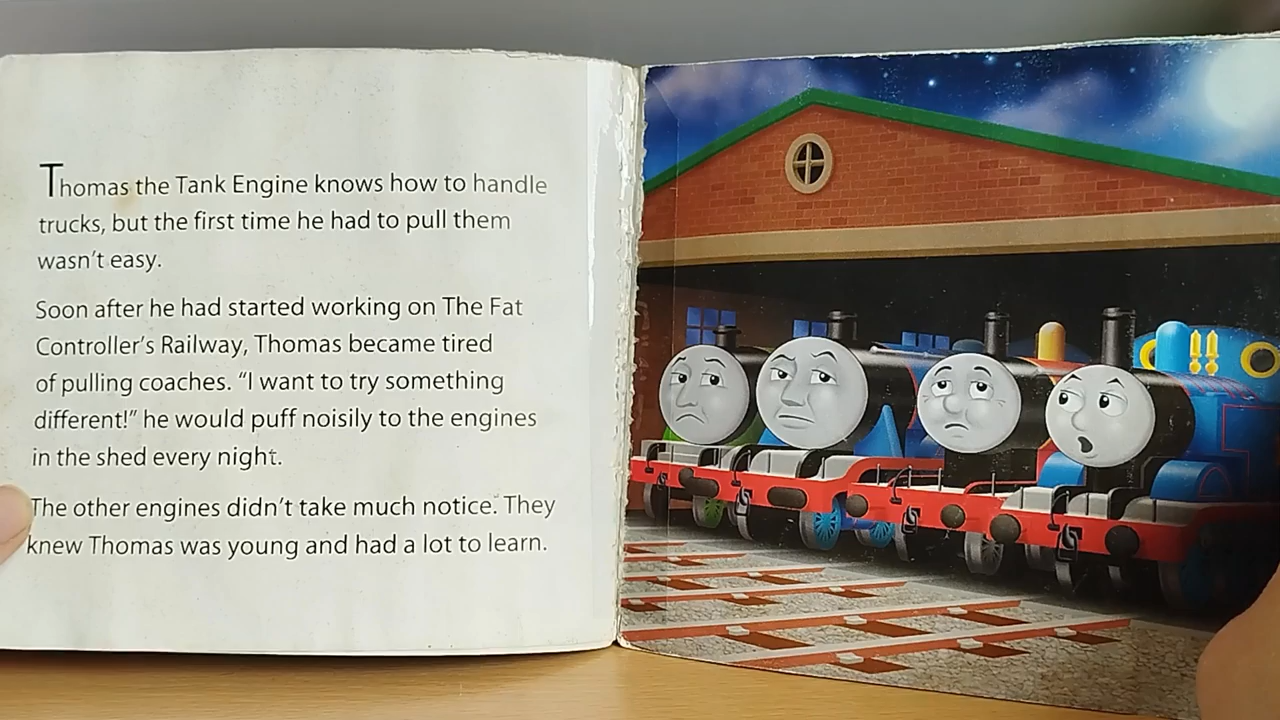 Thomas the Tank Engine knows how to handle
trucks, but the first time he had to pull them
wasn't easy.
Soon after he had started working on The Fat
Controller's Railway, Thomas became tired
of pulling coaches. “I want to try something
different!” he would puff noisily to the engines
in the shed every night.
The other engines didn't take much notice. They
knew Thomas was young and had a lot to learn.